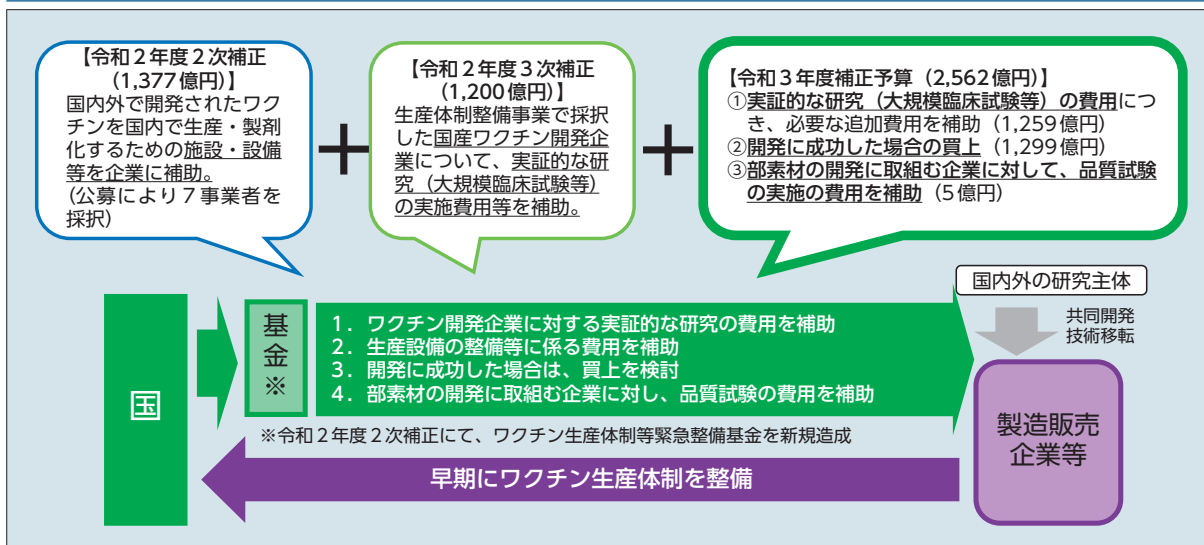 【令和２年度２次補正
（1,377億円）】
国内外で開発されたワク
チンを国内で生産・製剤
化するための施設・設備
等を企業に補助。
（公募により７事業者を
採択）
＋
【令和２年度３次補正
（1,200億円）】
生産体制整備事業で採択
した国産ワクチン開発企
業について、実証的な研
究（大規模臨床試験等）
の実施費用等を補助。
＋
【令和３年度補正予算（2,562億円）】
①実証的な研究（大規模臨床試験等）の費用につ
き、必要な追加費用を補助（1,259億円）
②開発に成功した場合の買上（1,299億円）
③部素材の開発に取組む企業に対して、品質試験
の実施の費用を補助（5億円）
国
基
金
※
１．ワクチン開発企業に対する実証的な研究の費用を補助
２．生産設備の整備等に係る費用を補助
３．開発に成功した場合は、買上を検討
４．部素材の開発に取組む企業に対し、品質試験の費用を補助
国内外の研究主体
共同開発
技術移転
製造販売
企業等
※令和２年度２次補正にて、ワクチン生産体制等緊急整備基金を新規造成
早期にワクチン生産体制を整備